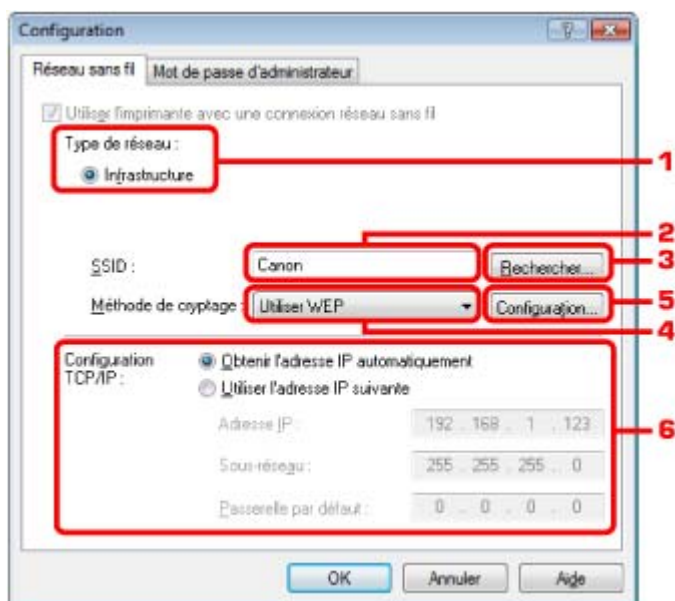 Configuration
Réseau sans fil Mot de passe d'administrateur
Utiliser l'imprimante avec une connexion réseau sans fil
Type de réseau :
Infrastructure
1
2
SSID : Canon Rechercher...
3
Méthode de cryptage : Utiliser WEP Configuration...
5
4
Configuration TCP/IP :
Obtenir l'adresse IP automatiquement
Utiliser l'adresse IP suivante
Adresse IP : 192 . 168 . 1 . 123
6
Sous-réseau : 255 . 255 . 255 . 0
Passerelle par défaut : 0 . 0 . 0 . 0
OK Annuler Aide